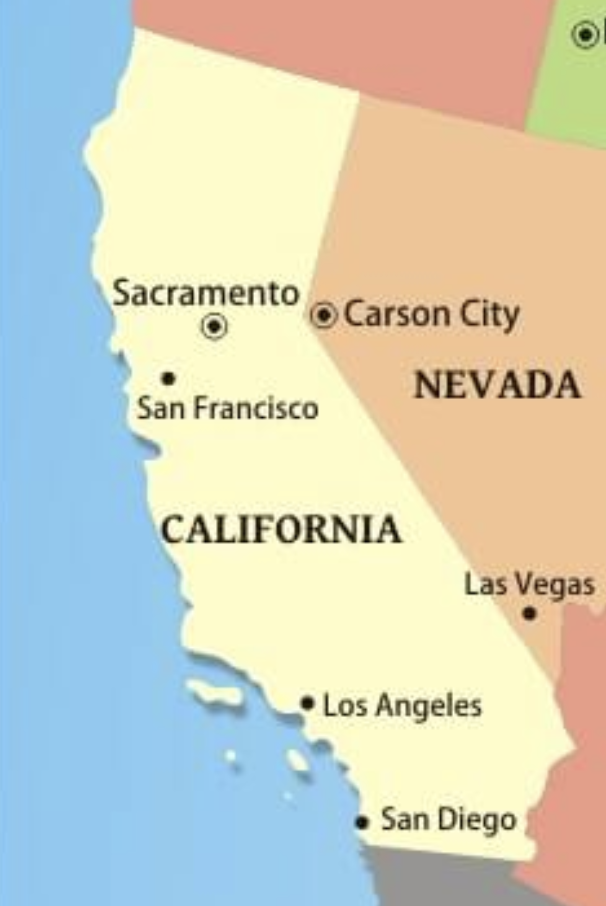 Sacramento
Carson City
NEVADA
San Francisco
CALIFORNIA
Las Vegas
Los Angeles
San Diego